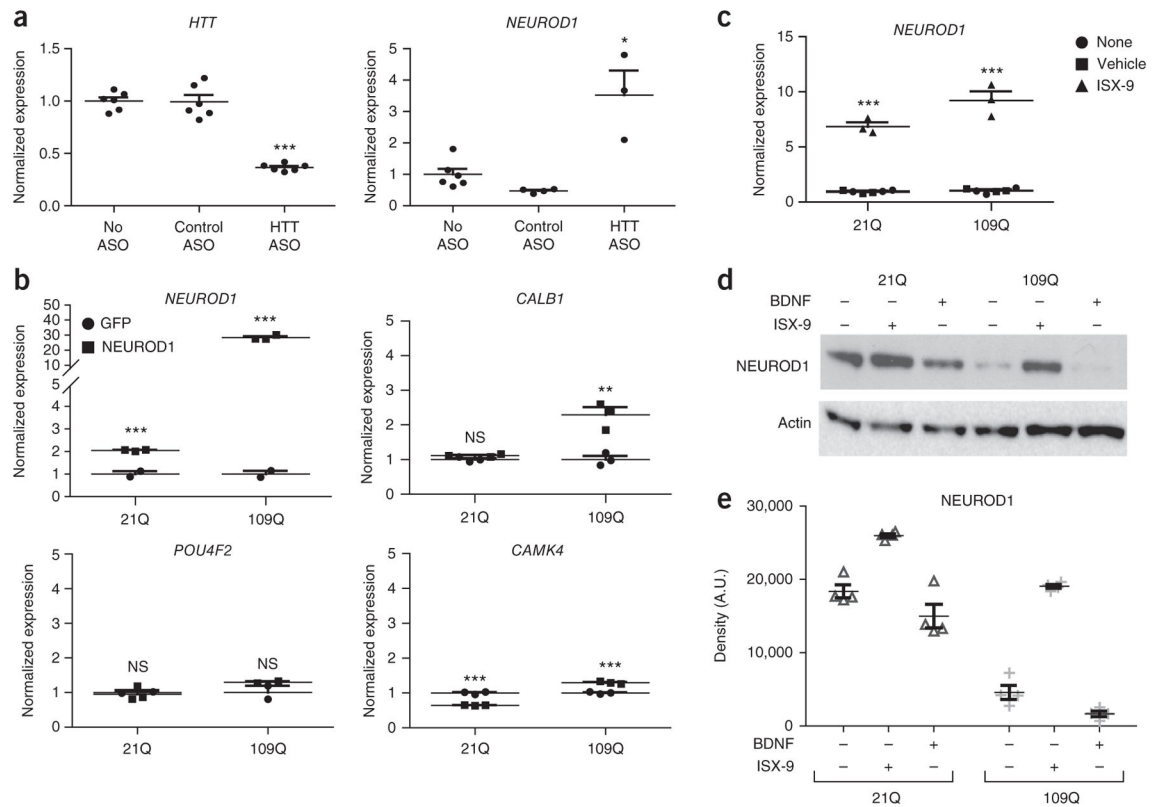 a
HTT
Normalized expression
1.5
1.0
0.5
0.0
***
No ASO
Control ASO
HTT ASO
NEUROD1
Normalized expression
5
4
3
2
1
0
*
No ASO
Control ASO
HTT ASO
c
NEUROD1
Normalized expression
15
10
5
0
***
***
21Q
109Q
None
Vehicle
ISX-9
b
NEUROD1
Normalized expression
50
40
30
20
10
5
4
3
2
1
0
GFP
NEUROD1
***
***
21Q
109Q
CALB1
Normalized expression
5
4
3
2
1
0
NS
**
21Q
109Q
POU4F2
Normalized expression
5
4
3
2
1
0
NS
NS
21Q
109Q
CAMK4
Normalized expression
5
4
3
2
1
0
***
***
21Q
109Q
d
21Q 109Q
BDNF – – + – – +
ISX-9 – + – – + –
NEUROD1
Actin
e
NEUROD1
Density (A.U.)
30,000
20,000
10,000
0
BDNF – – + – – +
ISX-9 – + – – + –
21Q 109Q